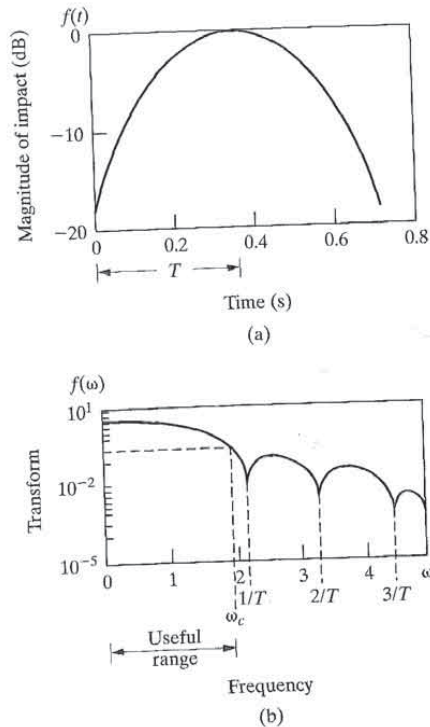 f(t)
Magnitude of impact (dB)
0
−10
−20
0 0.2 0.4 0.6 0.8
T
Time (s)
(a)
f(ω)
Transform
10¹
10⁻²
10⁻⁵
0 1 2 3 4 ω
1/T 2/T 3/T
ω_c
Useful
range
Frequency
(b)